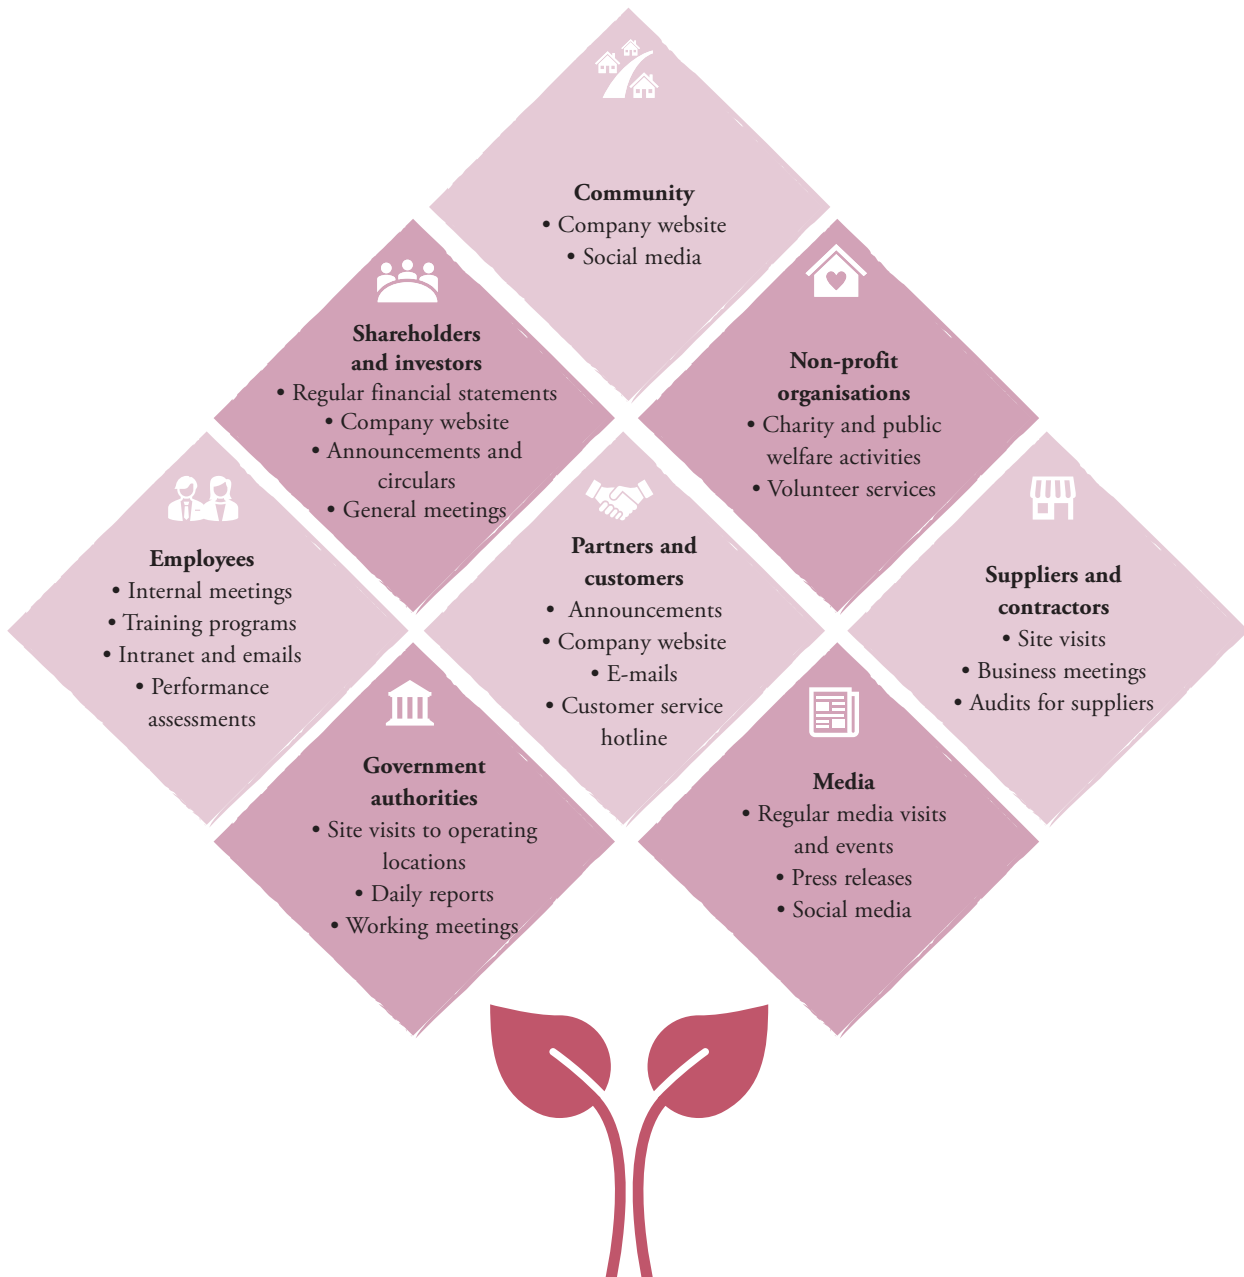 Community
• Company website
• Social media
Shareholders
and investors
• Regular financial statements
• Company website
• Announcements and
circulars
• General meetings
Non-profit
organisations
• Charity and public
welfare activities
• Volunteer services
Employees
• Internal meetings
• Training programs
• Intranet and emails
• Performance
assessments
Partners and
customers
• Announcements
• Company website
• E-mails
• Customer service
hotline
Suppliers and
contractors
• Site visits
• Business meetings
• Audits for suppliers
Government
authorities
• Site visits to operating
locations
• Daily reports
• Working meetings
Media
• Regular media visits
and events
• Press releases
• Social media